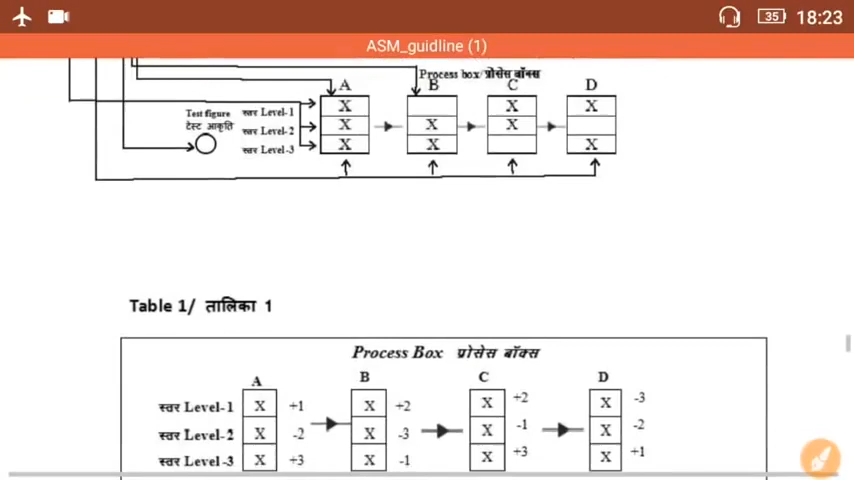 35 18:23
ASM_guidline (1)
Process box/प्रोसेस बॉक्स
A B C D
Test figure
टेस्ट आकृति
स्तर Level-1 X X X
स्तर Level-2 X X X
स्तर Level-3 X X X
Table 1/ तालिका 1
Process Box प्रोसेस बॉक्स
A B C D
स्तर Level-1 X +1 X +2 X +2 X -3
स्तर Level-2 X -2 X -3 X -1 X -2
स्तर Level-3 X +3 X -1 X +3 X +1